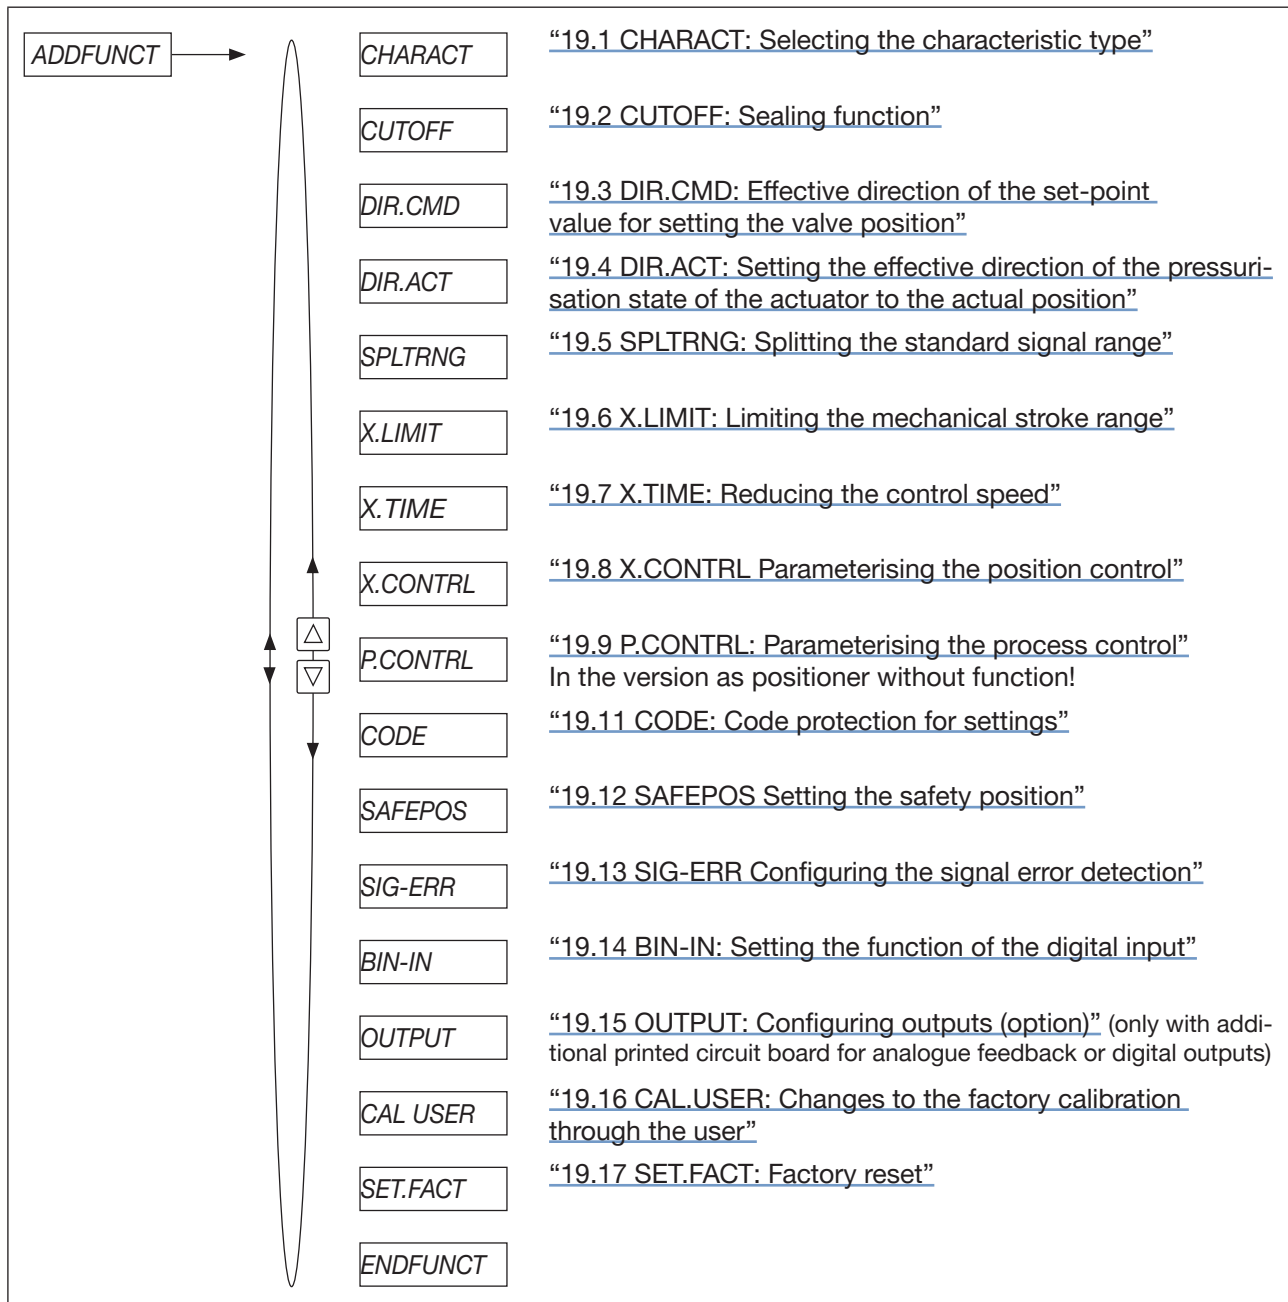 ADDFUNCT
CHARACT
“19.1 CHARACT: Selecting the characteristic type”
CUTOFF
“19.2 CUTOFF: Sealing function”
DIR.CMD
“19.3 DIR.CMD: Effective direction of the set-point
value for setting the valve position”
DIR.ACT
“19.4 DIR.ACT: Setting the effective direction of the pressuri-
sation state of the actuator to the actual position”
SPLTRNG
“19.5 SPLTRNG: Splitting the standard signal range”
X.LIMIT
“19.6 X.LIMIT: Limiting the mechanical stroke range”
X.TIME
“19.7 X.TIME: Reducing the control speed”
X.CONTRL
“19.8 X.CONTRL Parameterising the position control”
P.CONTRL
“19.9 P.CONTRL: Parameterising the process control”
In the version as positioner without function!
CODE
“19.11 CODE: Code protection for settings”
SAFEPOS
“19.12 SAFEPOS Setting the safety position”
SIG-ERR
“19.13 SIG-ERR Configuring the signal error detection”
BIN-IN
“19.14 BIN-IN: Setting the function of the digital input”
OUTPUT
“19.15 OUTPUT: Configuring outputs (option)” (only with addi-
tional printed circuit board for analogue feedback or digital outputs)
CAL USER
“19.16 CAL.USER: Changes to the factory calibration
through the user”
SET.FACT
“19.17 SET.FACT: Factory reset”
ENDFUNCT